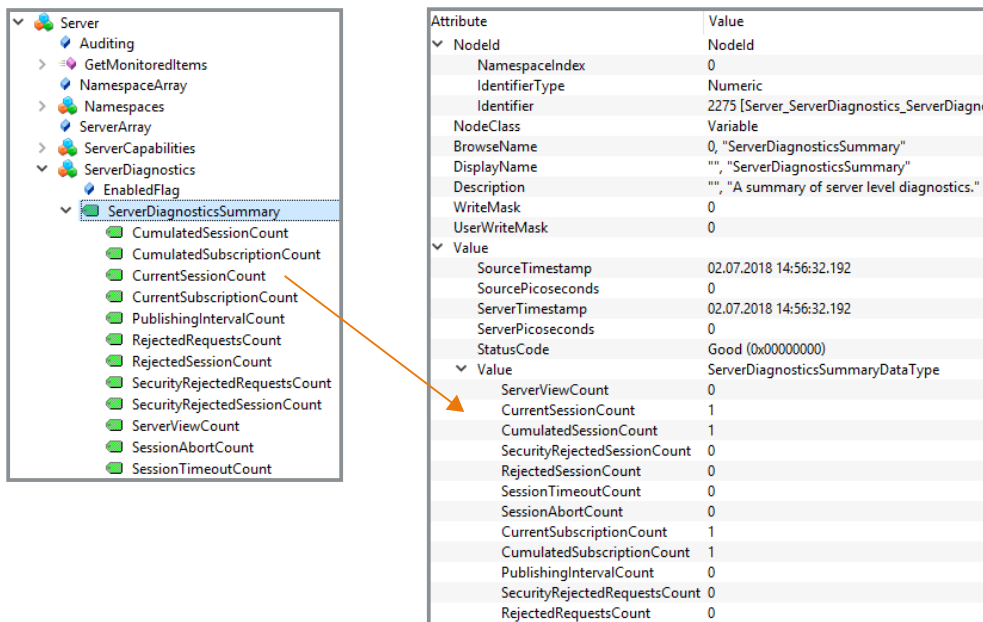 Server
Auditing
GetMonitoredItems
NamespaceArray
Namespaces
ServerArray
ServerCapabilities
ServerDiagnostics
EnabledFlag
ServerDiagnosticsSummary
CumulatedSessionCount
CumulatedSubscriptionCount
CurrentSessionCount
CurrentSubscriptionCount
PublishingIntervalCount
RejectedRequestsCount
RejectedSessionCount
SecurityRejectedRequestsCount
SecurityRejectedSessionCount
ServerViewCount
SessionAbortCount
SessionTimeoutCount
Attribute Value
NodeId NodeId
NamespaceIndex 0
IdentifierType Numeric
Identifier 2275 [Server_ServerDiagnostics_ServerDiagn
NodeClass Variable
BrowseName 0, "ServerDiagnosticsSummary"
DisplayName "", "ServerDiagnosticsSummary"
Description "", "A summary of server level diagnostics."
WriteMask 0
UserWriteMask 0
Value
SourceTimestamp 02.07.2018 14:56:32.192
SourcePicoseconds 0
ServerTimestamp 02.07.2018 14:56:32.192
ServerPicoseconds 0
StatusCode Good (0x00000000)
Value ServerDiagnosticsSummaryDataType
ServerViewCount 0
CurrentSessionCount 1
CumulatedSessionCount 1
SecurityRejectedSessionCount 0
RejectedSessionCount 0
SessionTimeoutCount 0
SessionAbortCount 0
CurrentSubscriptionCount 1
CumulatedSubscriptionCount 1
PublishingIntervalCount 0
SecurityRejectedRequestsCount 0
RejectedRequestsCount 0